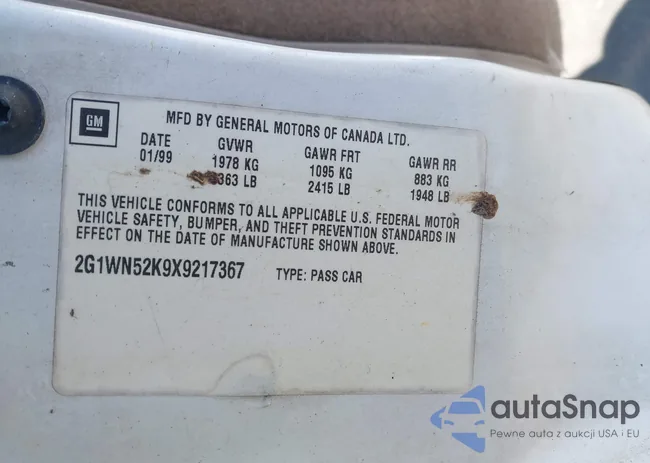 GM
MFD BY GENERAL MOTORS OF CANADA LTD.
DATE GVWR GAWR FRT GAWR RR
01/99 1978 KG 1095 KG 883 KG
363 LB 2415 LB 1948 LB
THIS VEHICLE CONFORMS TO ALL APPLICABLE U.S. FEDERAL MOTOR
VEHICLE SAFETY, BUMPER, AND THEFT PREVENTION STANDARDS IN
EFFECT ON THE DATE OF MANUFACTURE SHOWN ABOVE.
2G1WN52K9X9217367 TYPE: PASS CAR
autaSnap
Pewne auta z aukcji USA i EU